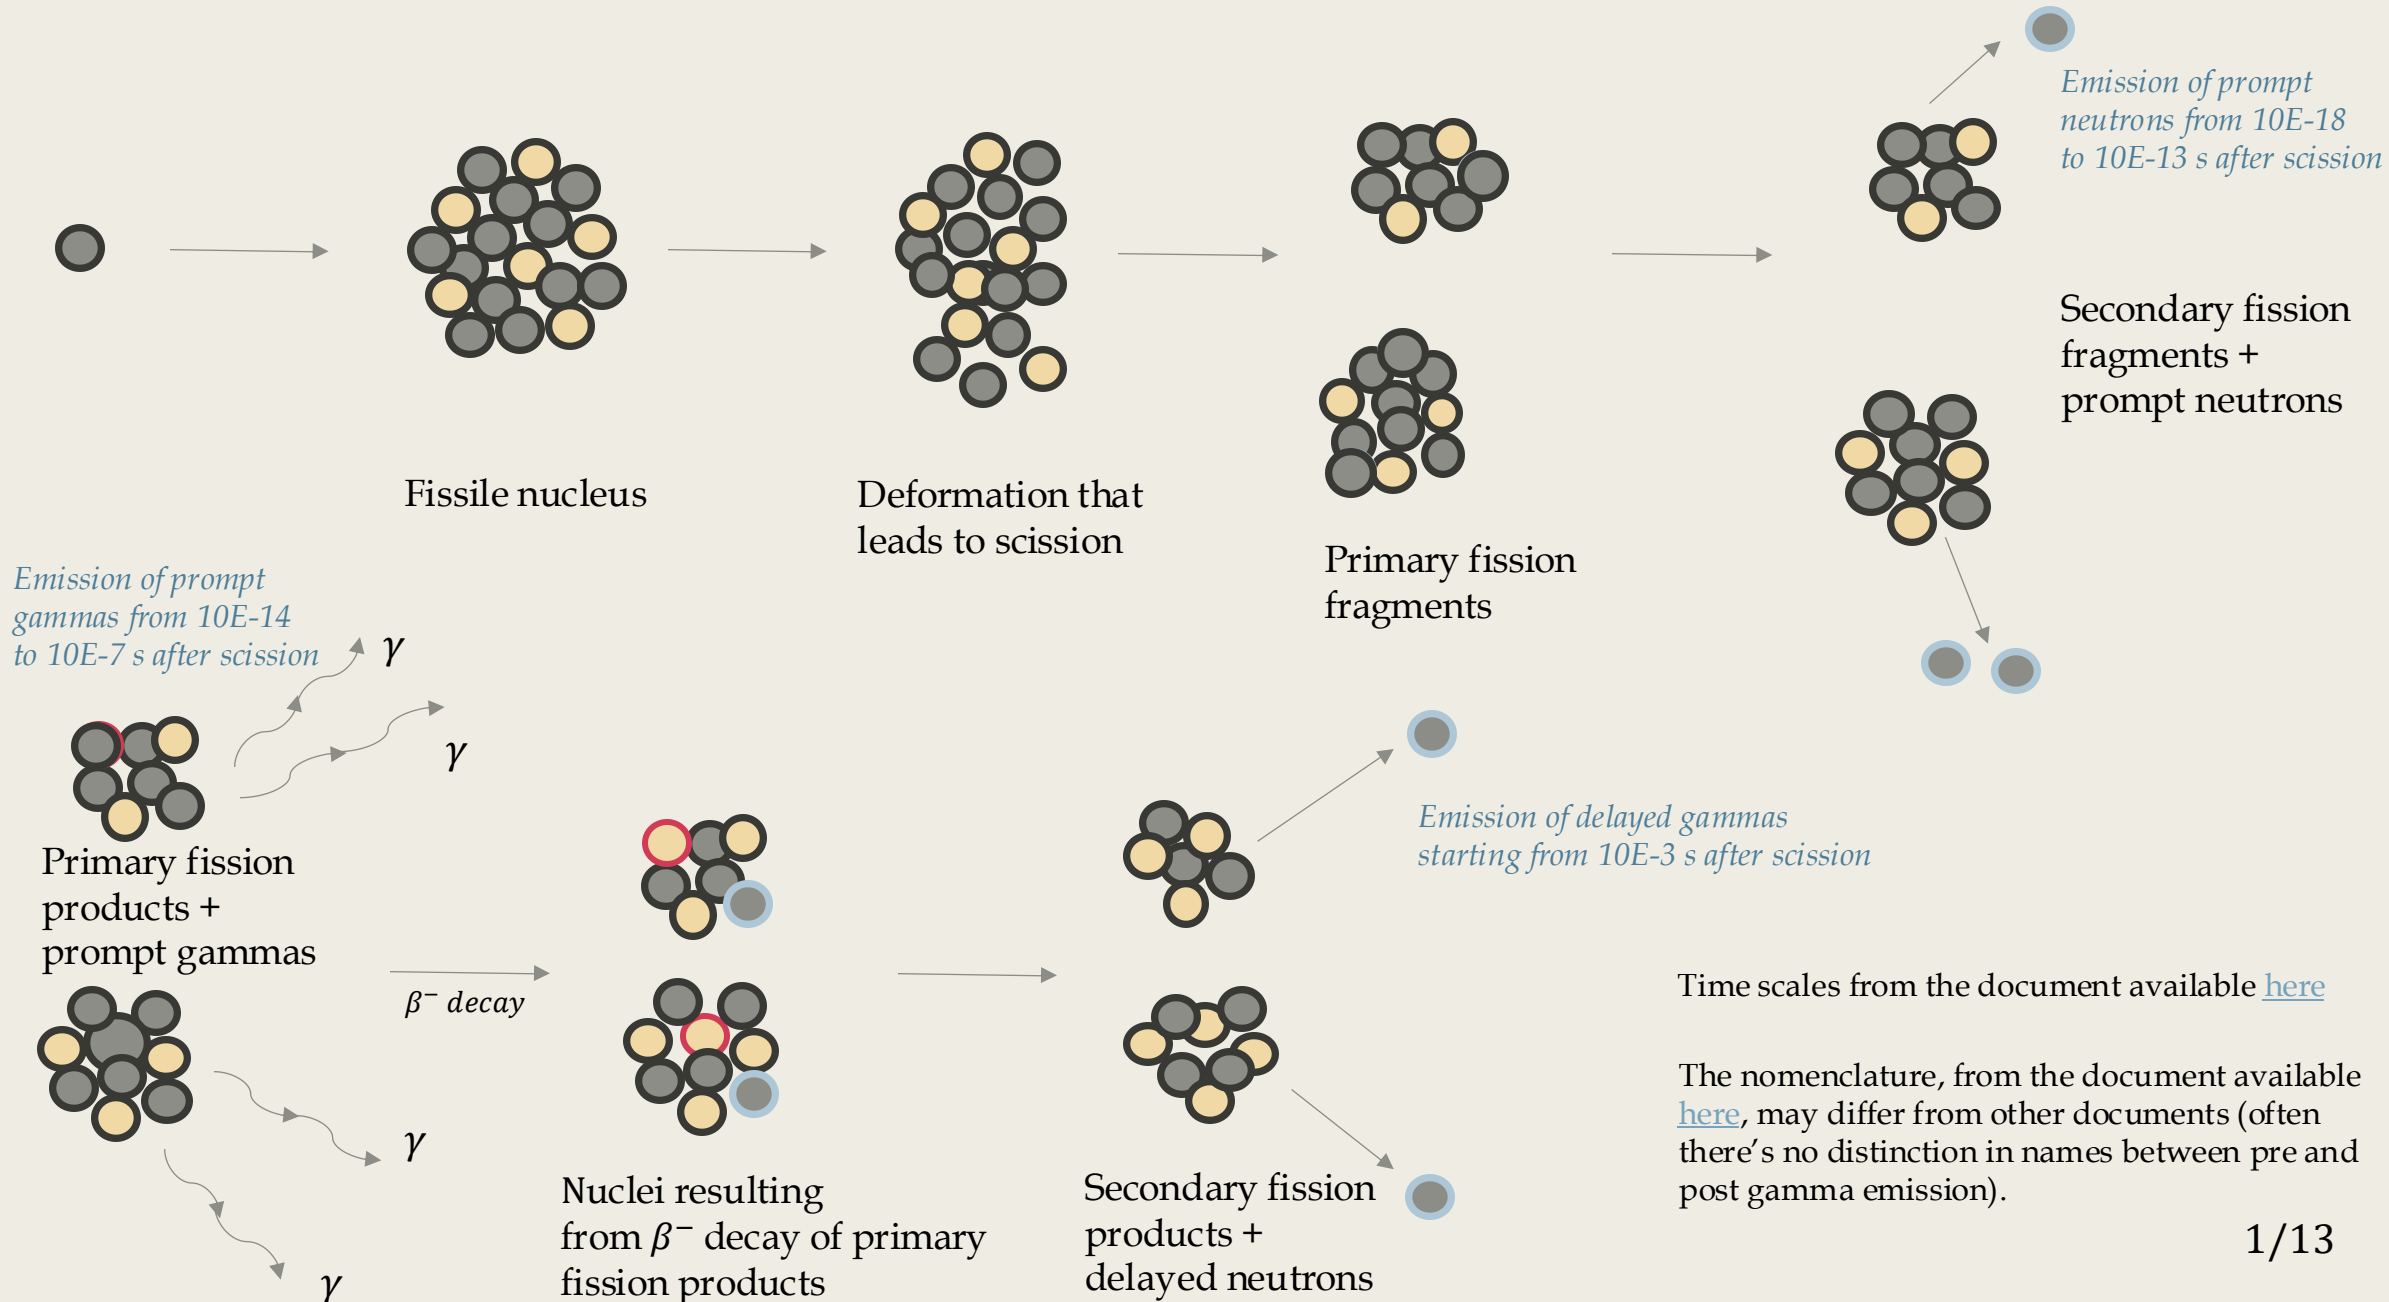 Emission of prompt
neutrons from 10E-18
to 10E-13 s after scission
Secondary fission
fragments +
prompt neutrons
Fissile nucleus
Deformation that
leads to scission
Primary fission
fragments
Emission of prompt
gammas from 10E-14
to 10E-7 s after scission
γ
γ
Primary fission
products +
prompt gammas
γ
γ
β⁻ decay
Nuclei resulting
from β⁻ decay of primary
fission products
Emission of delayed gammas
starting from 10E-3 s after scission
Secondary fission
products +
delayed neutrons
Time scales from the document available here
The nomenclature, from the document available
here, may differ from other documents (often
there’s no distinction in names between pre and
post gamma emission).
1/13